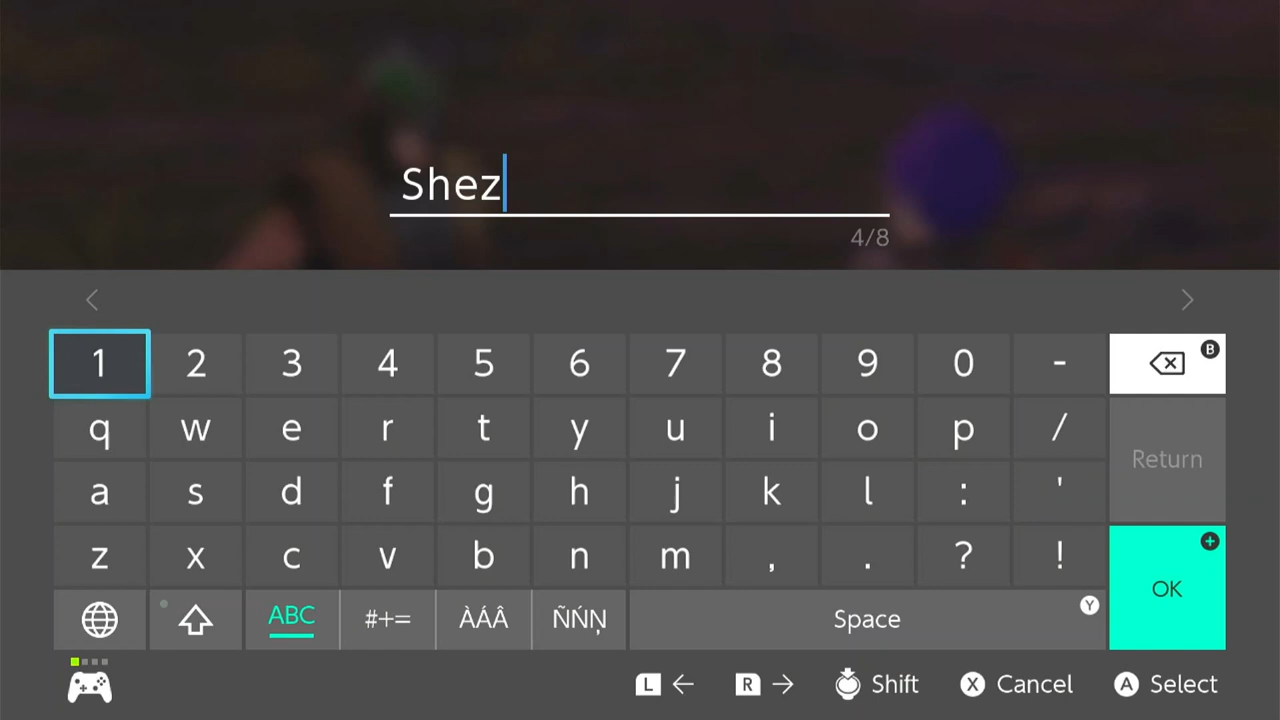 Shez
4/8
1 2 3 4 5 6 7 8 9 0 - B
q w e r t y u i o p / Return
a s d f g h j k l : '
z x c v b n m , . ? ! + OK
ABC #+= ÀÁÂ ÑŃŅ Space Y
L ← R → Shift X Cancel A Select